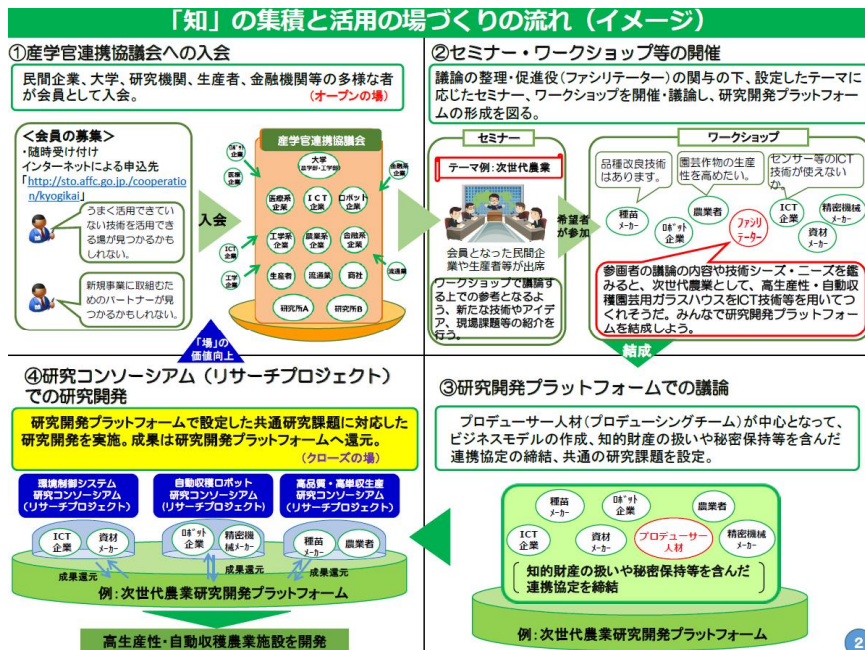 「知」の集積と活用の場づくりの流れ（イメージ）
①産学官連携協議会への入会
民間企業、大学、研究機関、生産者、金融機関等の多様な者
が会員として入会。
（オープンの場）
＜会員の募集＞
・随時受け付け
インターネットによる申込先
「http://sto.affc.go.jp./cooperatio
n/kyogikai」
うまく活用できてい
ない技術を活用でき
る場が見つかるかも
しれない。
新規事業に取組むた
めのパートナーが見
つかるかもしれない。
入会
産学官連携協議会
大学
(農学部・工学部)
ﾛﾎﾞｯﾄ
企業
医療
企業
金融系
企業
医療系
企業
ＩＣＴ
企業
ロボット
企業
工学系
企業
農業系
企業
金融系
企業
ICT
企業
工学
企業
生産者
流通業
商社
流通業
研究所A
研究所B
「場」の
価値向上
②セミナー・ワークショップ等の開催
議論の整理・促進役（ファシリテーター）の関与の下、設定したテーマに
応じたセミナー、ワークショップを開催・議論し、研究開発プラットフォー
ムの形成を図る。
セミナー
テーマ例：次世代農業
会員となった民間企
業や生産者等が出席
ワークショップで議論す
る上での参考となるよ
う、新たな技術やアイデ
ア、現場課題等の紹介を
行う。
希望者
が参加
ワークショップ
品種改良技術
はあります。
園芸作物の生産
性を高めたい。
センサー等のICT
技術が使えない
か。
種苗
ﾒｰｶｰ
ﾛﾎﾞｯﾄ
企業
農業者
ファシリ
テーター
ICT
企業
資材
ﾒｰｶｰ
精密機械
ﾒｰｶｰ
参画者の議論の内容や技術シーズ・ニーズを鑑
みると、次世代農業として、高生産性・自動収
穫園芸用ガラスハウスをICT技術等を用いてつ
くれそうだ。みんなで研究開発プラットフォー
ムを結成しよう。
結成
③研究開発プラットフォームでの議論
プロデューサー人材（プロデューシングチーム）が中心となって、
ビジネスモデルの作成、知的財産の扱いや秘密保持等を含んだ
連携協定の締結、共通の研究課題を設定。
種苗
ﾒｰｶｰ
ﾛﾎﾞｯﾄ
企業
農業者
ICT
企業
資材
ﾒｰｶｰ
プロデューサー
人材
精密機械
ﾒｰｶｰ
知的財産の扱いや秘密保持等を含んだ
連携協定を締結
例：次世代農業研究開発プラットフォーム
④研究コンソーシアム（リサーチプロジェクト）
での研究開発
研究開発プラットフォームで設定した共通研究課題に対応した
研究開発を実施。成果は研究開発プラットフォームへ還元。
（クローズの場）
環境制御システム
研究コンソーシアム
（リサーチプロジェクト）
自動収穫ロボット
研究コンソーシアム
（リサーチプロジェクト）
高品質・高単収生産
研究コンソーシアム
（リサーチプロジェクト）
ICT
企業
資材
ﾒｰｶｰ
ﾛﾎﾞｯﾄ
企業
精密機
械ﾒｰｶｰ
種苗
ﾒｰｶｰ
農業者
成果還元
成果還元
成果還元
例：次世代農業研究開発プラットフォーム
高生産性・自動収穫農業施設を開発
2